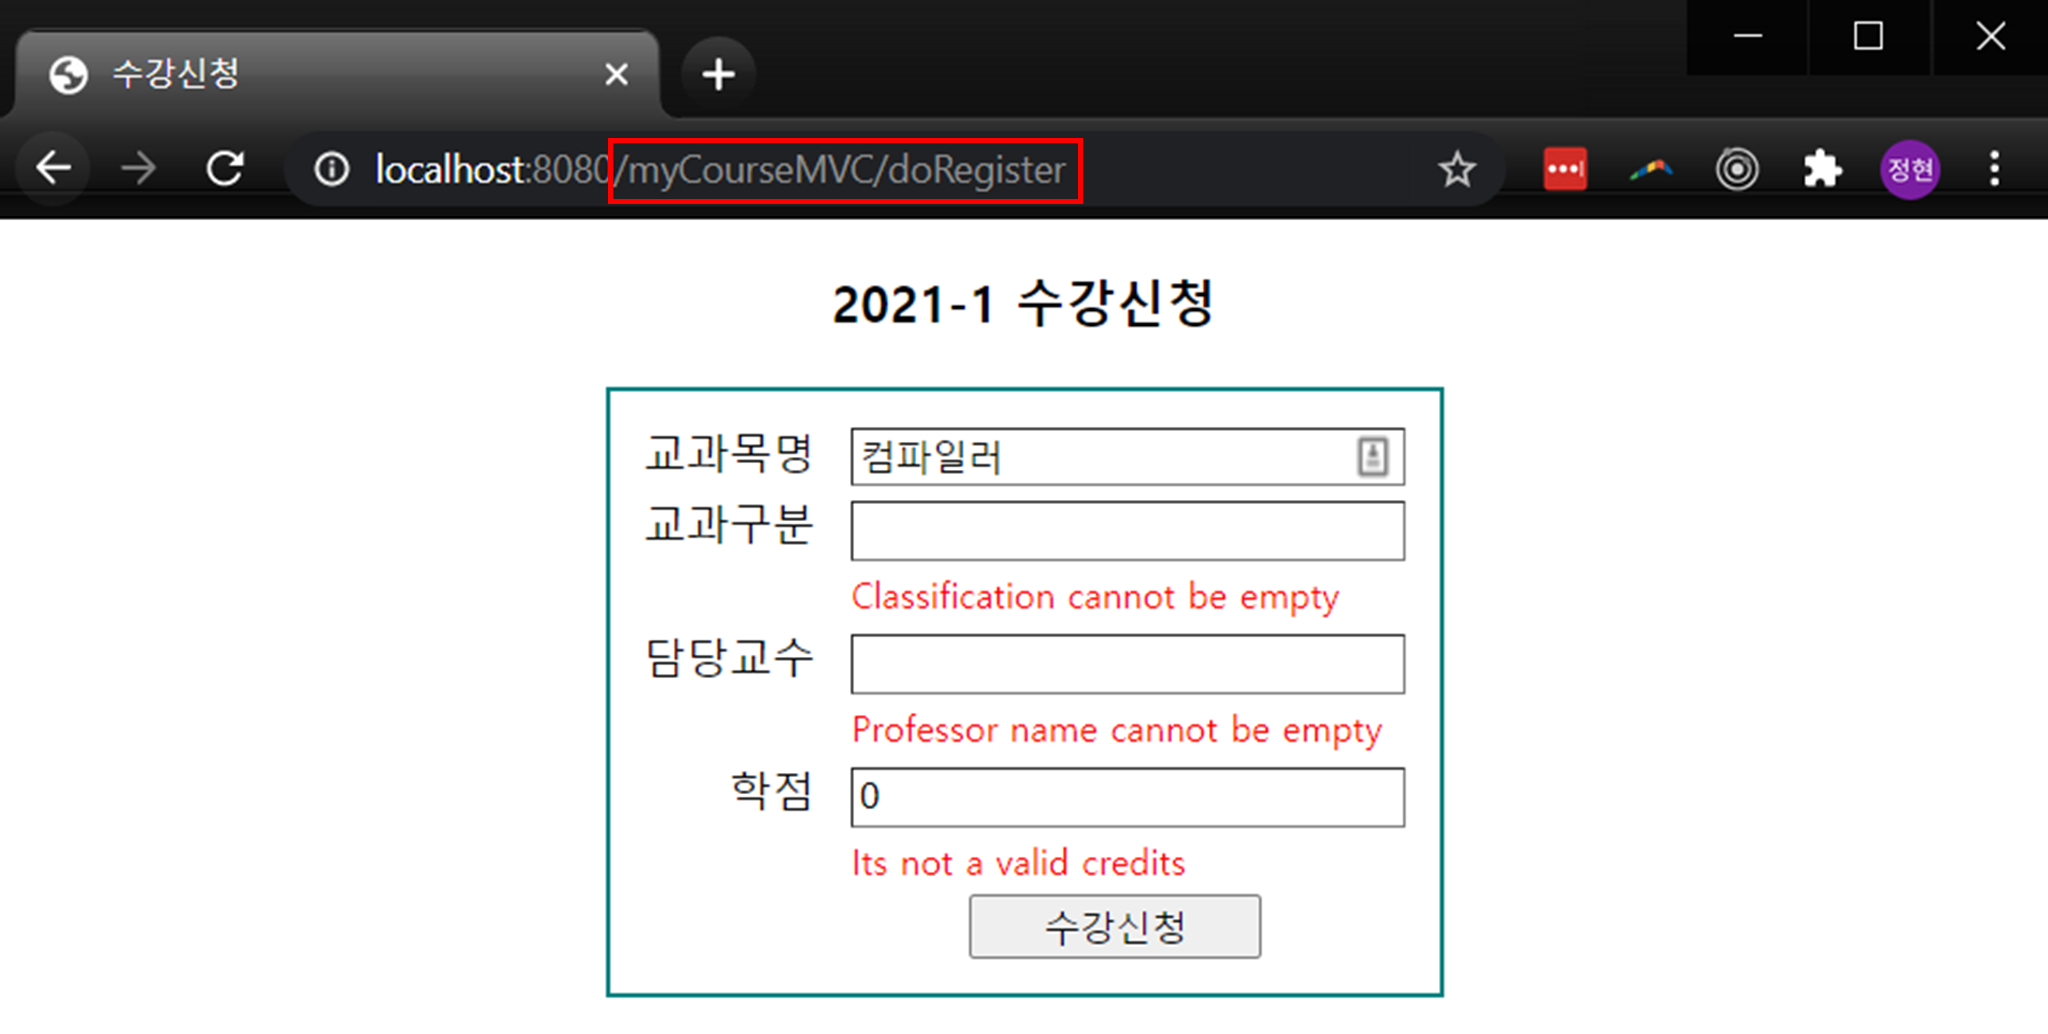 수강신청
localhost:8080/myCourseMVC/doRegister
정현
2021-1 수강신청
교과목명 컴파일러
교과구분
Classification cannot be empty
담당교수
Professor name cannot be empty
학점 0
Its not a valid credits
수강신청